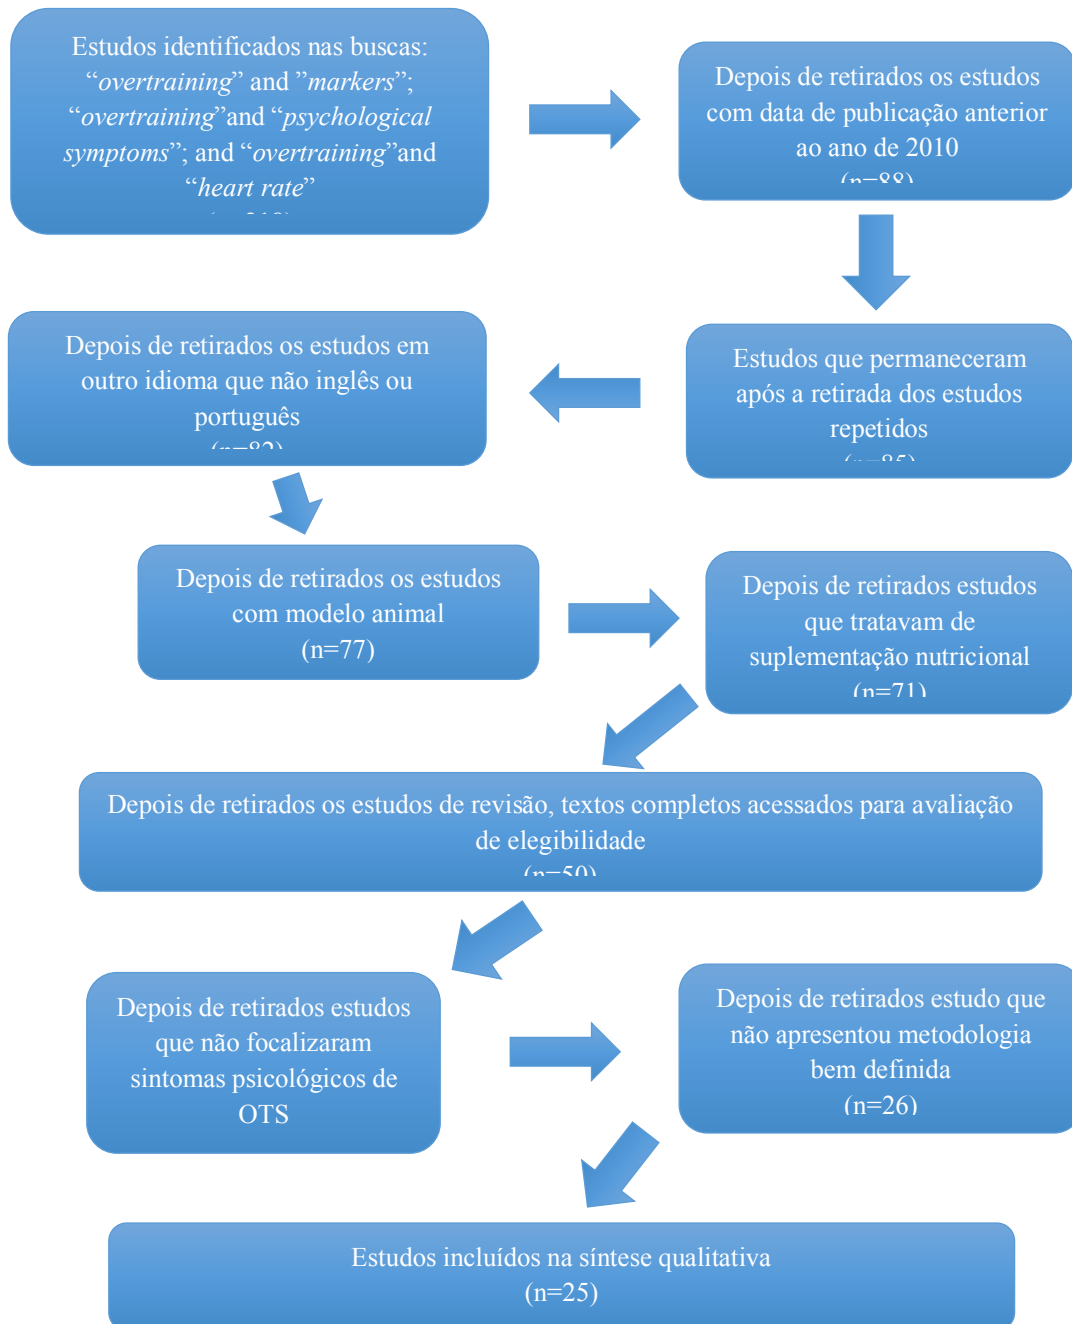 Estudos identificados nas buscas:
“overtraining” and ”markers”;
“overtraining”and “psychological
symptoms”; and “overtraining”and
“heart rate”
Depois de retirados os estudos
com data de publicação anterior
ao ano de 2010
(n=88)
Estudos que permaneceram
após a retirada dos estudos
repetidos
(n=85)
Depois de retirados os estudos em
outro idioma que não inglês ou
português
(n=82)
Depois de retirados os estudos
com modelo animal
(n=77)
Depois de retirados estudos
que tratavam de
suplementação nutricional
(n=71)
Depois de retirados os estudos de revisão, textos completos acessados para avaliação
de elegibilidade
(n=50)
Depois de retirados estudos
que não focalizaram
sintomas psicológicos de
OTS
Depois de retirados estudo que
não apresentou metodologia
bem definida
(n=26)
Estudos incluídos na síntese qualitativa
(n=25)